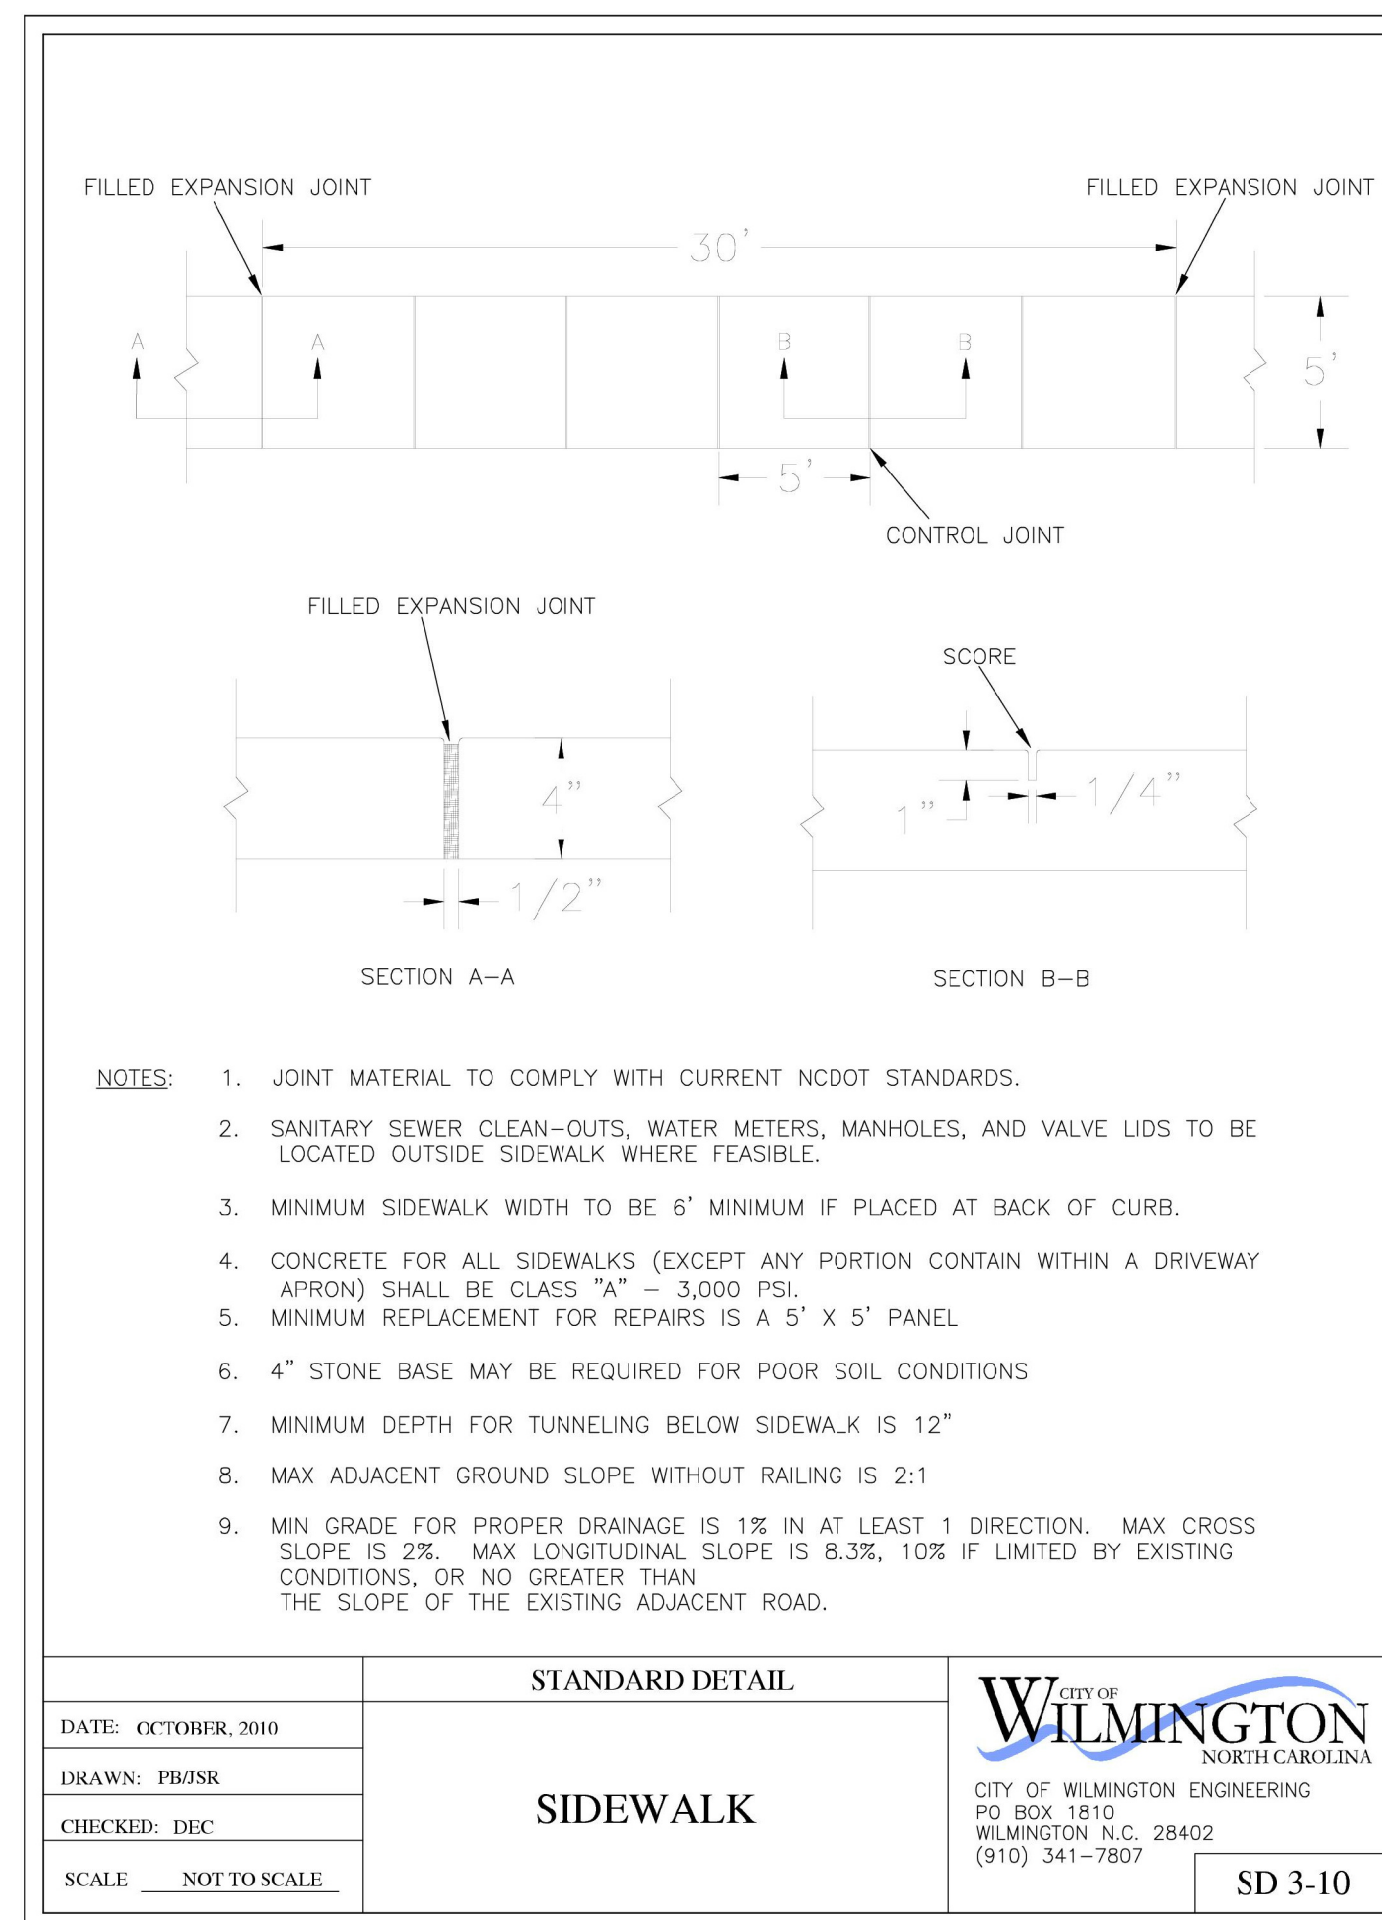 FILLED EXPANSION JOINT
FILLED EXPANSION JOINT
30'
A
A
B
B
5'
5'
CONTROL JOINT
FILLED EXPANSION JOINT
SCORE
4"
1"
1/4"
1/2"
SECTION A-A
SECTION B-B
NOTES: 1. JOINT MATERIAL TO COMPLY WITH CURRENT NCDOT STANDARDS.
2. SANITARY SEWER CLEAN-OUTS, WATER METERS, MANHOLES, AND VALVE LIDS TO BE
LOCATED OUTSIDE SIDEWALK WHERE FEASIBLE.
3. MINIMUM SIDEWALK WIDTH TO BE 6' MINIMUM IF PLACED AT BACK OF CURB.
4. CONCRETE FOR ALL SIDEWALKS (EXCEPT ANY PORTION CONTAIN WITHIN A DRIVEWAY
APRON) SHALL BE CLASS "A" – 3,000 PSI.
5. MINIMUM REPLACEMENT FOR REPAIRS IS A 5' X 5' PANEL
6. 4" STONE BASE MAY BE REQUIRED FOR POOR SOIL CONDITIONS
7. MINIMUM DEPTH FOR TUNNELING BELOW SIDEWALK IS 12"
8. MAX ADJACENT GROUND SLOPE WITHOUT RAILING IS 2:1
9. MIN GRADE FOR PROPER DRAINAGE IS 1% IN AT LEAST 1 DIRECTION. MAX CROSS
SLOPE IS 2%. MAX LONGITUDINAL SLOPE IS 8.3%, 10% IF LIMITED BY EXISTING
CONDITIONS, OR NO GREATER THAN
THE SLOPE OF THE EXISTING ADJACENT ROAD.
STANDARD DETAIL
DATE: OCTOBER, 2010
DRAWN: PB/JSR
CHECKED: DEC
SCALE NOT TO SCALE
SIDEWALK
CITY OF
WILMINGTON
NORTH CAROLINA
CITY OF WILMINGTON ENGINEERING
PO BOX 1810
WILMINGTON N.C. 28402
(910) 341-7807
SD 3-10